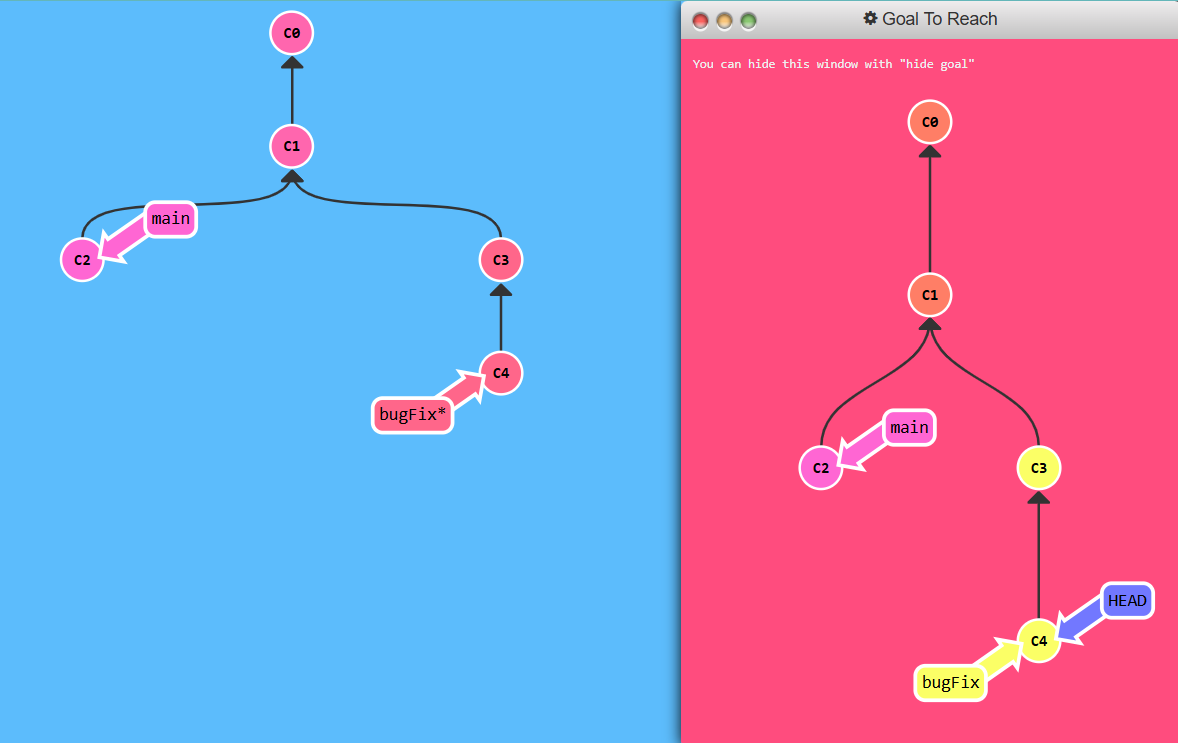 C0
C1
main
C2
C3
C4
bugFix*
Goal To Reach
You can hide this window with "hide goal"
C0
C1
main
C2
C3
HEAD
C4
bugFix